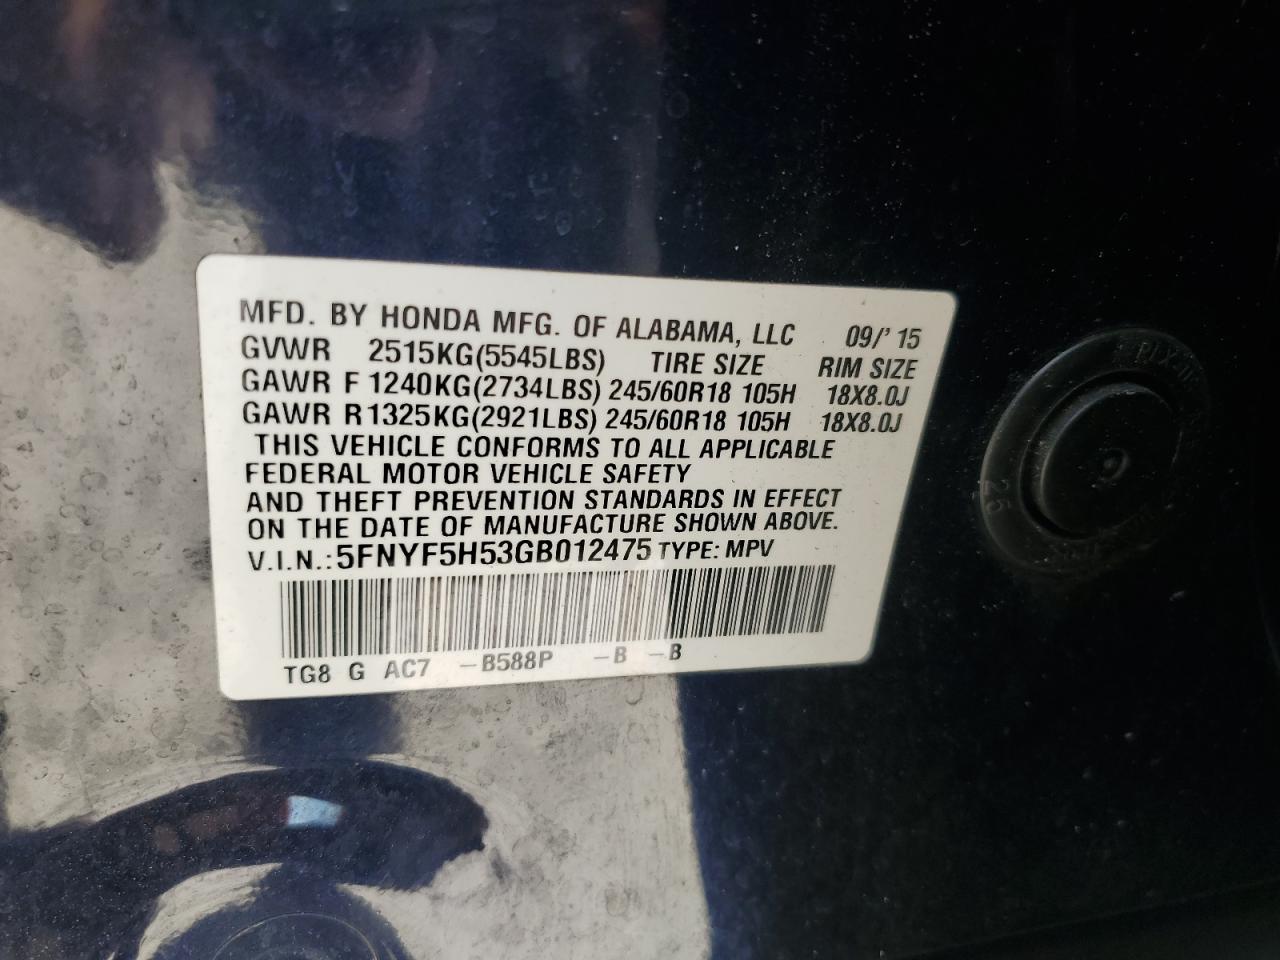 MFD. BY HONDA MFG. OF ALABAMA, LLC 09/'15
GVWR 2515KG(5545LBS) TIRE SIZE RIM SIZE
GAWR F 1240KG(2734LBS) 245/60R18 105H 18X8.0J
GAWR R 1325KG(2921LBS) 245/60R18 105H 18X8.0J
THIS VEHICLE CONFORMS TO ALL APPLICABLE
FEDERAL MOTOR VEHICLE SAFETY
AND THEFT PREVENTION STANDARDS IN EFFECT
ON THE DATE OF MANUFACTURE SHOWN ABOVE.
V.I.N.: 5FNYF5H53GB012475 TYPE: MPV
TG8 G AC7 -B588P -B -B